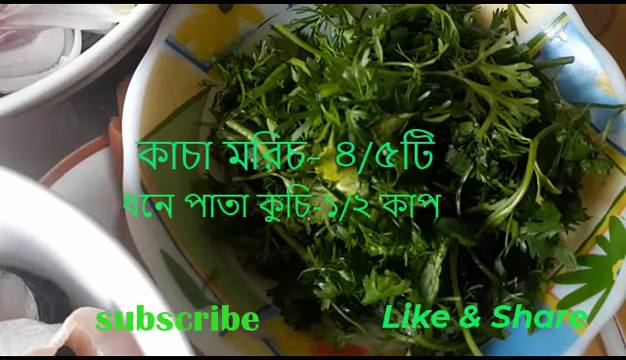 কাচা মরিচ- ৪/৫টি
ধনে পাতা কুচি-১/২ কাপ
subscribe
Like & Share